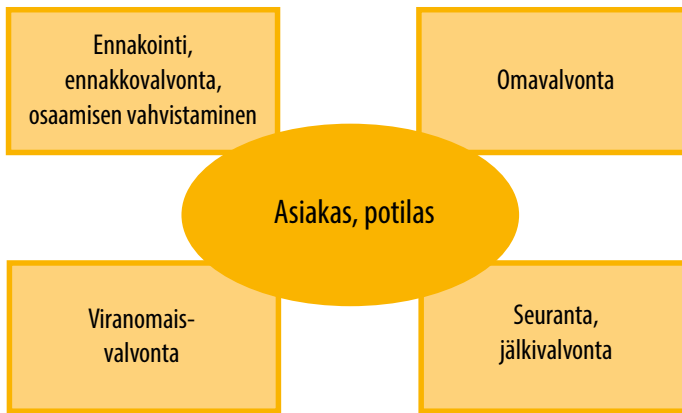 Ennakointi,
ennakkovalvonta,
osaamisen vahvistaminen
Omavalvonta
Asiakas, potilas
Viranomais-
valvonta
Seuranta,
jälkivalvonta